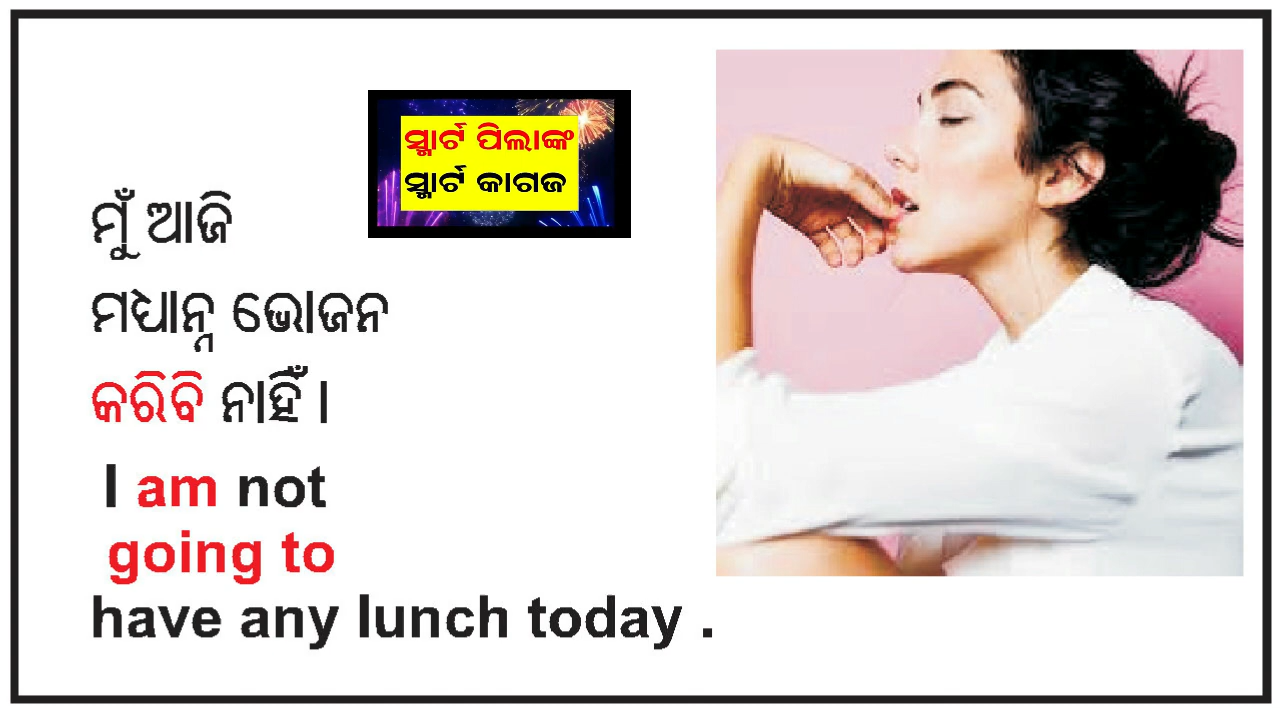 ସ୍ମାର୍ଟ ପିଲାଙ୍କ
ସ୍ମାର୍ଟ କାଗଜ
ମୁଁ ଆଜି
ମଧ୍ୟାନ୍ନ ଭୋଜନ
କରିବି ନାହିଁ ।
I am not
going to
have any lunch today .